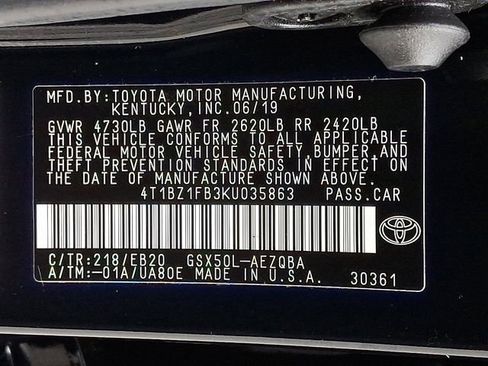 MFD.BY:TOYOTA MOTOR MANUFACTURING,
KENTUCKY, INC.06/19
GVWR 4730LB GAWR FR 2620LB RR 2420LB
THIS VEHICLE CONFORMS TO ALL APPLICABLE
FEDERAL MOTOR VEHICLE SAFETY, BUMPER,AND
THEFT PREVENTION STANDARDS IN EFFECT ON
THE DATE OF MANUFACTURE SHOWN ABOVE.
4T1BZ1FB3KU035863 PASS.CAR
C/TR:218/EB20 GSX50L-AEZQBA
A/TM:-01A/UA80E MADE IN U.S.A. 30361
TOYOTA